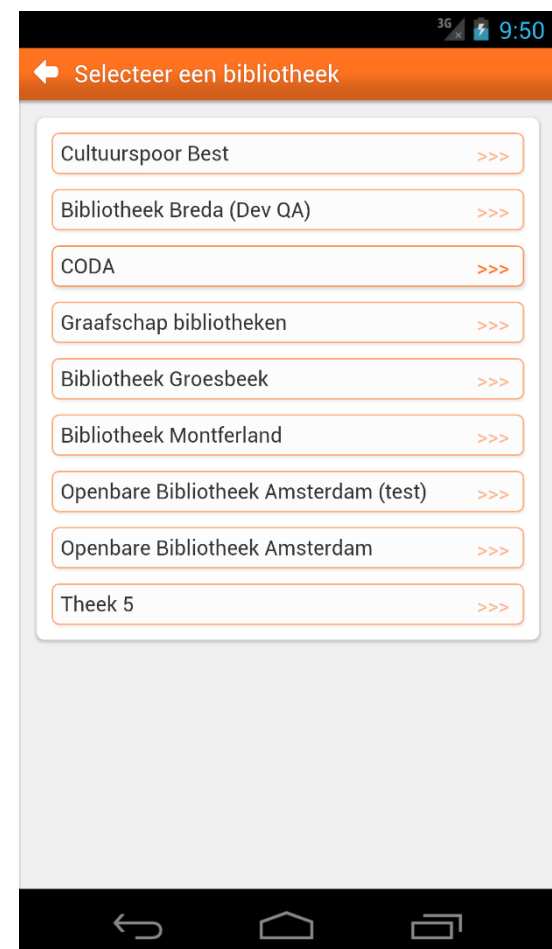 3G 9:50
Selecteer een bibliotheek
Cultuurspoor Best >>>
Bibliotheek Breda (Dev QA) >>>
CODA >>>
Graafschap bibliotheken >>>
Bibliotheek Groesbeek >>>
Bibliotheek Montferland >>>
Openbare Bibliotheek Amsterdam (test) >>>
Openbare Bibliotheek Amsterdam >>>
Theek 5 >>>